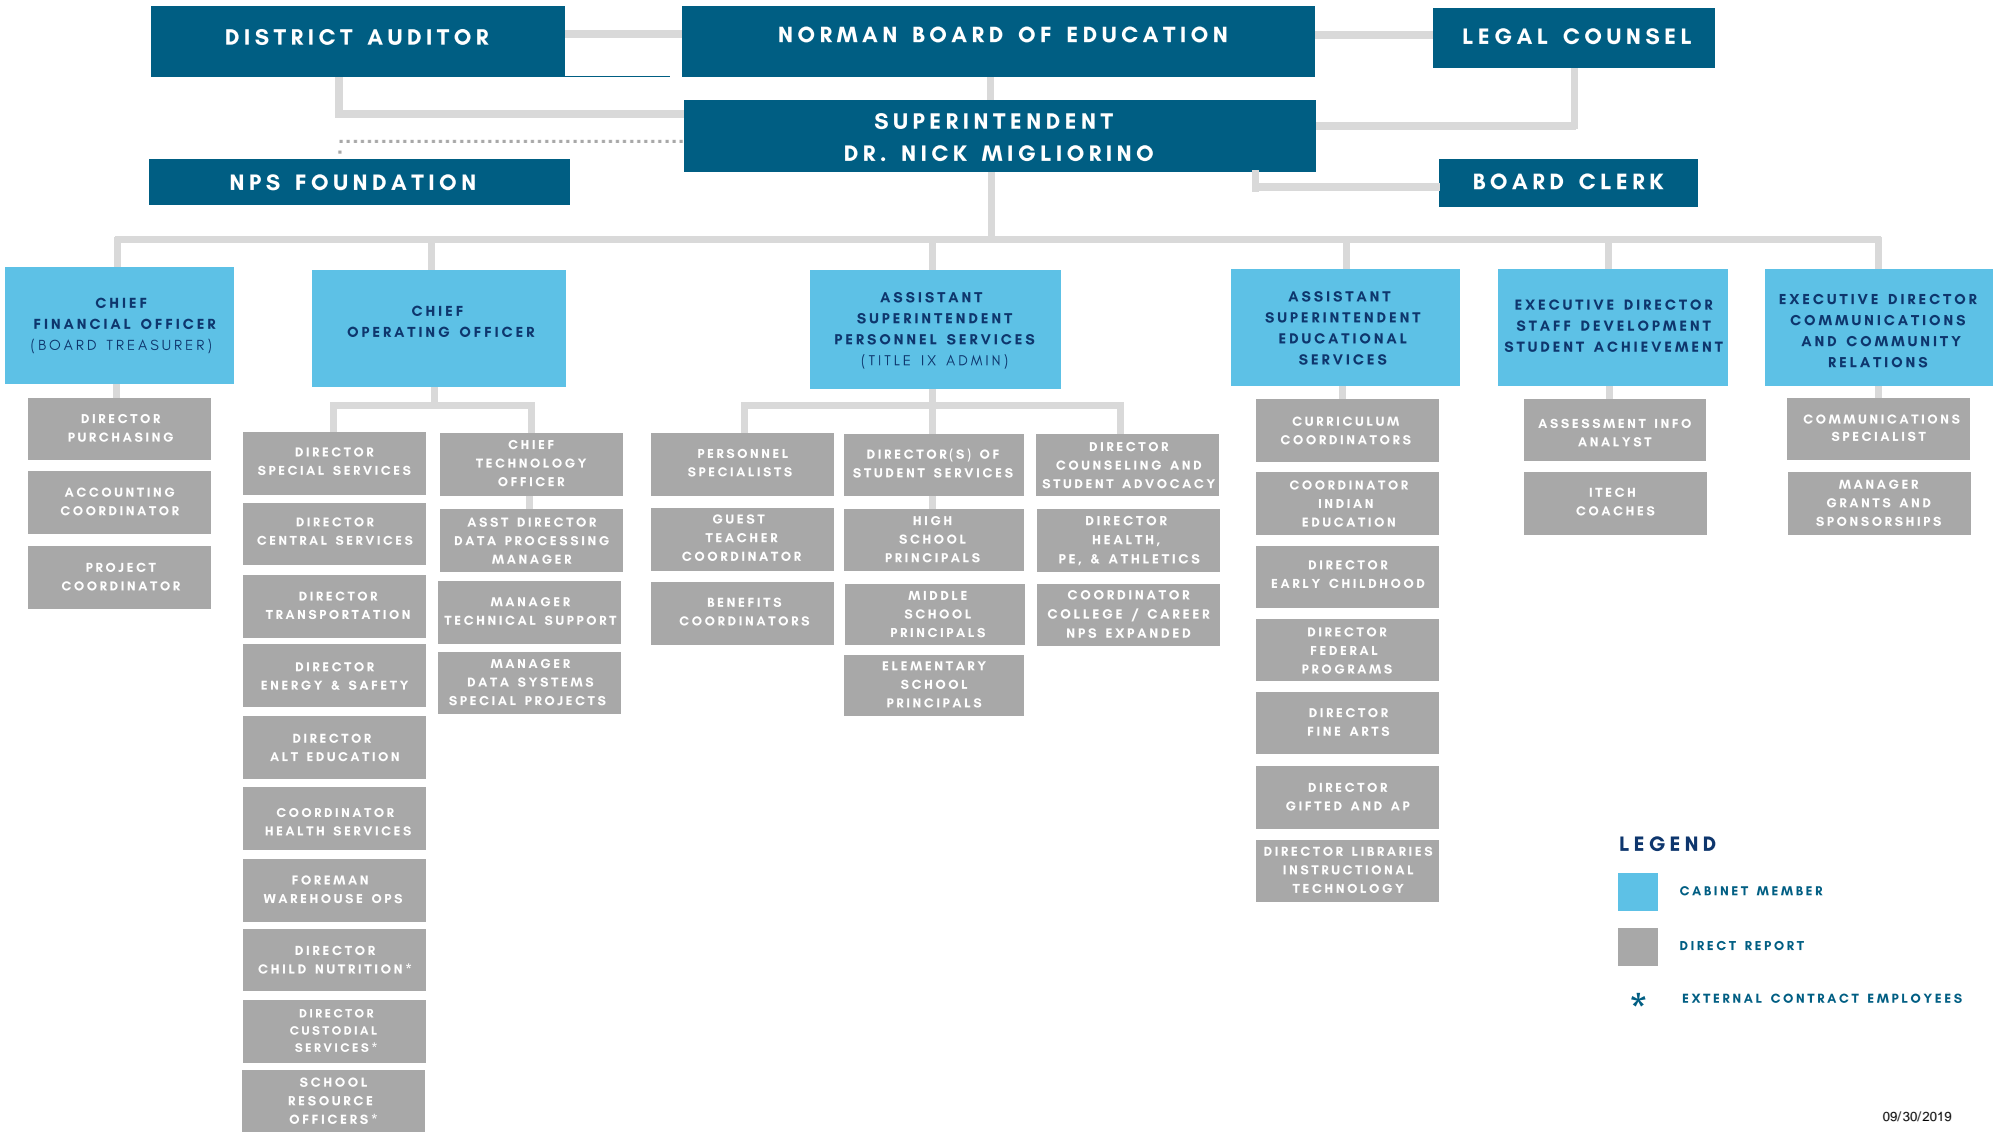 DISTRICT AUDITOR
NORMAN BOARD OF EDUCATION
LEGAL COUNSEL
SUPERINTENDENT
DR. NICK MIGLIORINO
NPS FOUNDATION
BOARD CLERK
CHIEF
FINANCIAL OFFICER
(BOARD TREASURER)
DIRECTOR
PURCHASING
ACCOUNTING
COORDINATOR
PROJECT
COORDINATOR
CHIEF
OPERATING OFFICER
DIRECTOR
SPECIAL SERVICES
DIRECTOR
CENTRAL SERVICES
DIRECTOR
TRANSPORTATION
DIRECTOR
ENERGY & SAFETY
DIRECTOR
ALT EDUCATION
COORDINATOR
HEALTH SERVICES
FOREMAN
WAREHOUSE OPS
DIRECTOR
CHILD NUTRITION*
DIRECTOR
CUSTODIAL
SERVICES*
SCHOOL
RESOURCE
OFFICERS*
CHIEF
TECHNOLOGY
OFFICER
ASST DIRECTOR
DATA PROCESSING
MANAGER
MANAGER
TECHNICAL SUPPORT
MANAGER
DATA SYSTEMS
SPECIAL PROJECTS
ASSISTANT
SUPERINTENDENT
PERSONNEL SERVICES
(TITLE IX ADMIN)
PERSONNEL
SPECIALISTS
GUEST
TEACHER
COORDINATOR
BENEFITS
COORDINATORS
DIRECTOR(S) OF
STUDENT SERVICES
HIGH
SCHOOL
PRINCIPALS
MIDDLE
SCHOOL
PRINCIPALS
ELEMENTARY
SCHOOL
PRINCIPALS
DIRECTOR
COUNSELING AND
STUDENT ADVOCACY
DIRECTOR
HEALTH,
PE, & ATHLETICS
COORDINATOR
COLLEGE / CAREER
NPS EXPANDED
ASSISTANT
SUPERINTENDENT
EDUCATIONAL
SERVICES
CURRICULUM
COORDINATORS
COORDINATOR
INDIAN
EDUCATION
DIRECTOR
EARLY CHILDHOOD
DIRECTOR
FEDERAL
PROGRAMS
DIRECTOR
FINE ARTS
DIRECTOR
GIFTED AND AP
DIRECTOR LIBRARIES
INSTRUCTIONAL
TECHNOLOGY
EXECUTIVE DIRECTOR
STAFF DEVELOPMENT
STUDENT ACHIEVEMENT
ASSESSMENT INFO
ANALYST
ITECH
COACHES
EXECUTIVE DIRECTOR
COMMUNICATIONS
AND COMMUNITY
RELATIONS
COMMUNICATIONS
SPECIALIST
MANAGER
GRANTS AND
SPONSORSHIPS
LEGEND
CABINET MEMBER
DIRECT REPORT
* EXTERNAL CONTRACT EMPLOYEES
09/30/2019